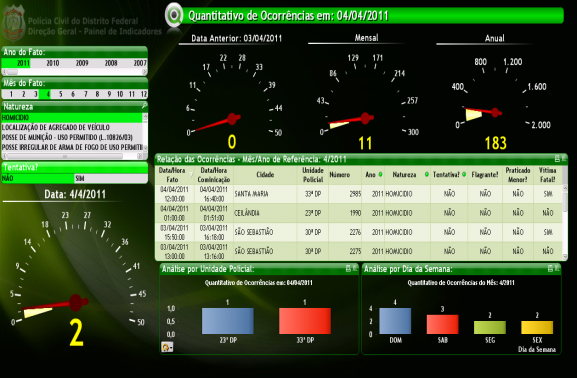 Polícia Civil do Distrito Federal
Direção Geral - Painel de Indicadores
Quantitativo de Ocorrências em: 04/04/2011
Ano do Fato:
2011 2010 2009 2008 2007
Mês do Fato:
1 2 3 4 5 6 7 8 9 10 11 12
Natureza
HOMICIDIO
LOCALIZAÇÃO DE AGREGADO DE VEÍCULO
POSSE DE MUNIÇÃO - USO PERMITIDO (L.10826/03)
POSSE IRREGULAR DE ARMA DE FOGO DE USO PERMITI
Tentativa?
NÃO SIM
Data: 4/4/2011
0 5 9 14 18 23 27 32 36 41 45 50
2
Data Anterior: 03/04/2011
0 6 11 17 22 28 33 39 44 50
0
Mensal
0 43 86 129 171 214 257 300
11
Anual
0 400 800 1.200 1.600 2.000
183
Relação das Ocorrências - Mês/Ano de Referência: 4/2011
Data/Hora Fato Data/Hora Comunicação Cidade Unidade Policial Número Ano Natureza Tentativa? Flagrante? Praticado Menor? Vítima Fatal?
04/04/2011 12:00:00 04/04/2011 16:40:00 SANTA MARIA 33ª DP 2985 2011 HOMICIDIO NÃO NÃO NÃO SIM
04/04/2011 01:00:00 04/04/2011 01:51:00 CEILÂNDIA 23ª DP 1990 2011 HOMICIDIO NÃO NÃO NÃO NÃO
03/04/2011 15:50:00 03/04/2011 16:18:00 SÃO SEBASTIÃO 30ª DP 2276 2011 HOMICIDIO NÃO NÃO NÃO SIM
03/04/2011 13:00:00 03/04/2011 13:16:00 SÃO SEBASTIÃO 30ª DP 2275 2011 HOMICIDIO NÃO NÃO NÃO NÃO
Análise por Unidade Policial:
Quantitativo de Ocorrências em: 04/04/2011
1,0
0,5
0,0
1 1
23ª DP 33ª DP
Análise por Dia da Semana:
Quantitativo de Ocorrências do Mês: 4/2011
4
2
0
4 3 2 2
DOM SAB SEG SEX
Dia da Semana